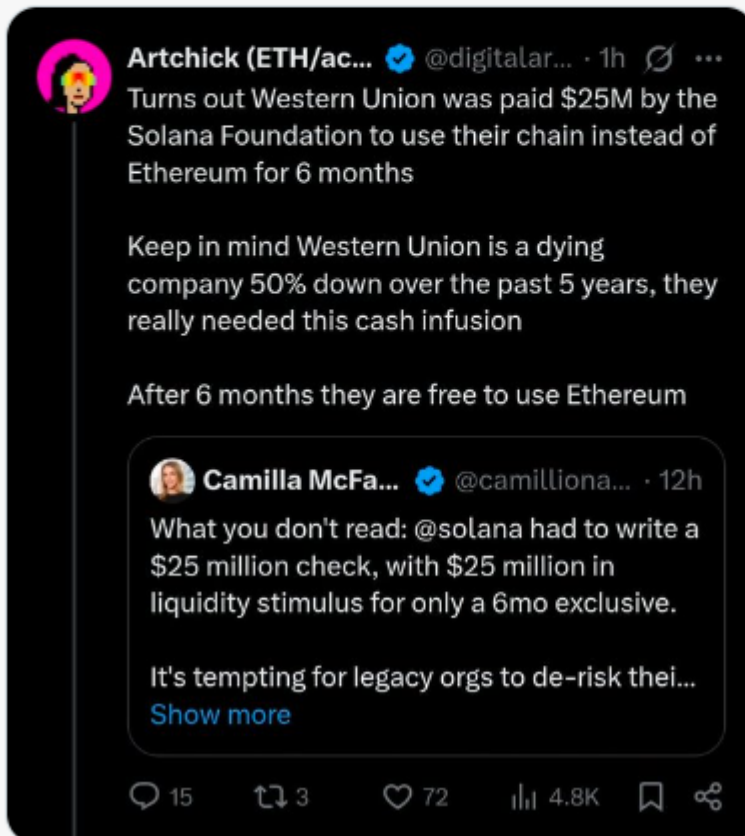 Artchick (ETH/ac... @digitalar... · 1h
Turns out Western Union was paid $25M by the
Solana Foundation to use their chain instead of
Ethereum for 6 months
Keep in mind Western Union is a dying
company 50% down over the past 5 years, they
really needed this cash infusion
After 6 months they are free to use Ethereum
Camilla McFa... @camilliona... · 12h
What you don't read: @solana had to write a
$25 million check, with $25 million in
liquidity stimulus for only a 6mo exclusive.
It's tempting for legacy orgs to de-risk thei...
Show more
15 3 72 4.8K